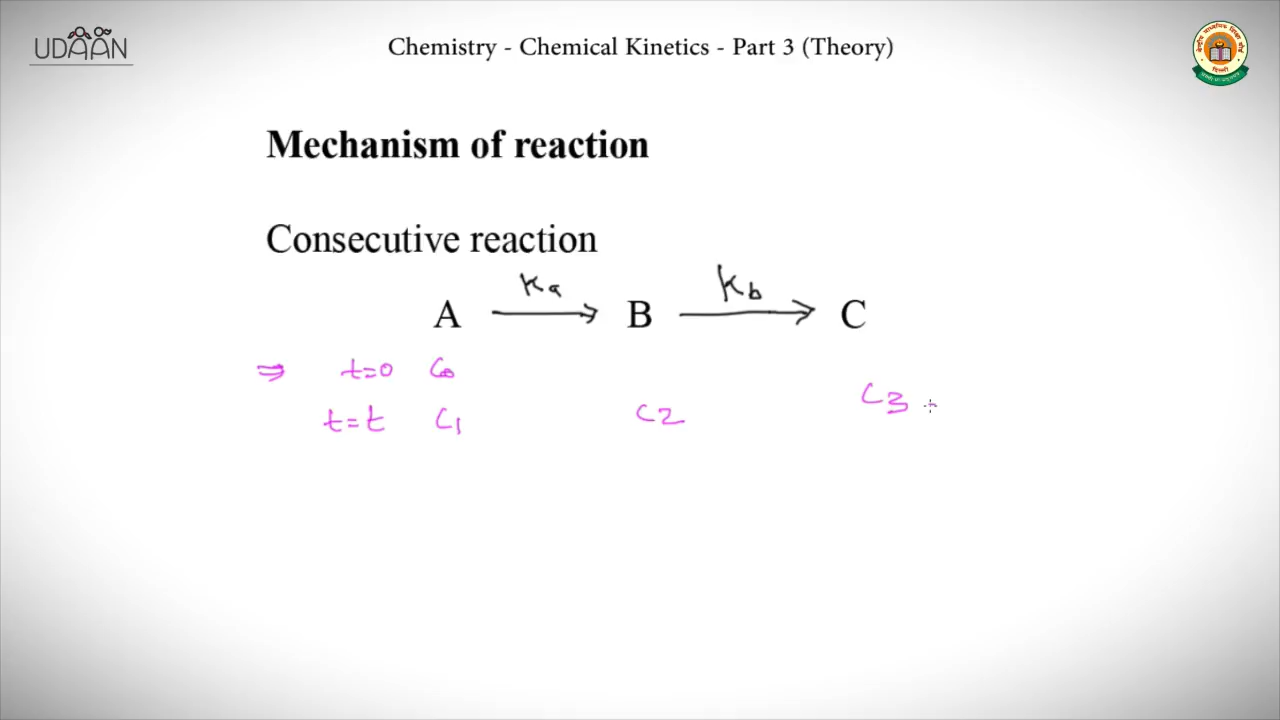 UDAAN
Chemistry - Chemical Kinetics - Part 3 (Theory)
Mechanism of reaction
Consecutive reaction
Ka Kb
A → B → C
⇒ t=0 C0
t=t C1 C2 C3